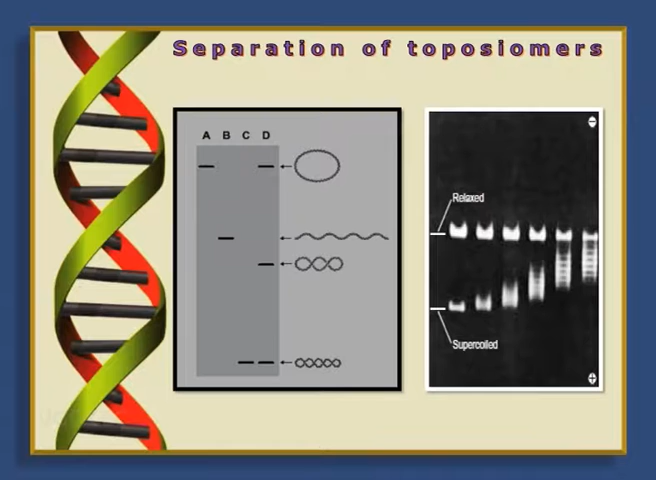 Separation of toposiomers
A B C D
Relaxed
Supercoiled